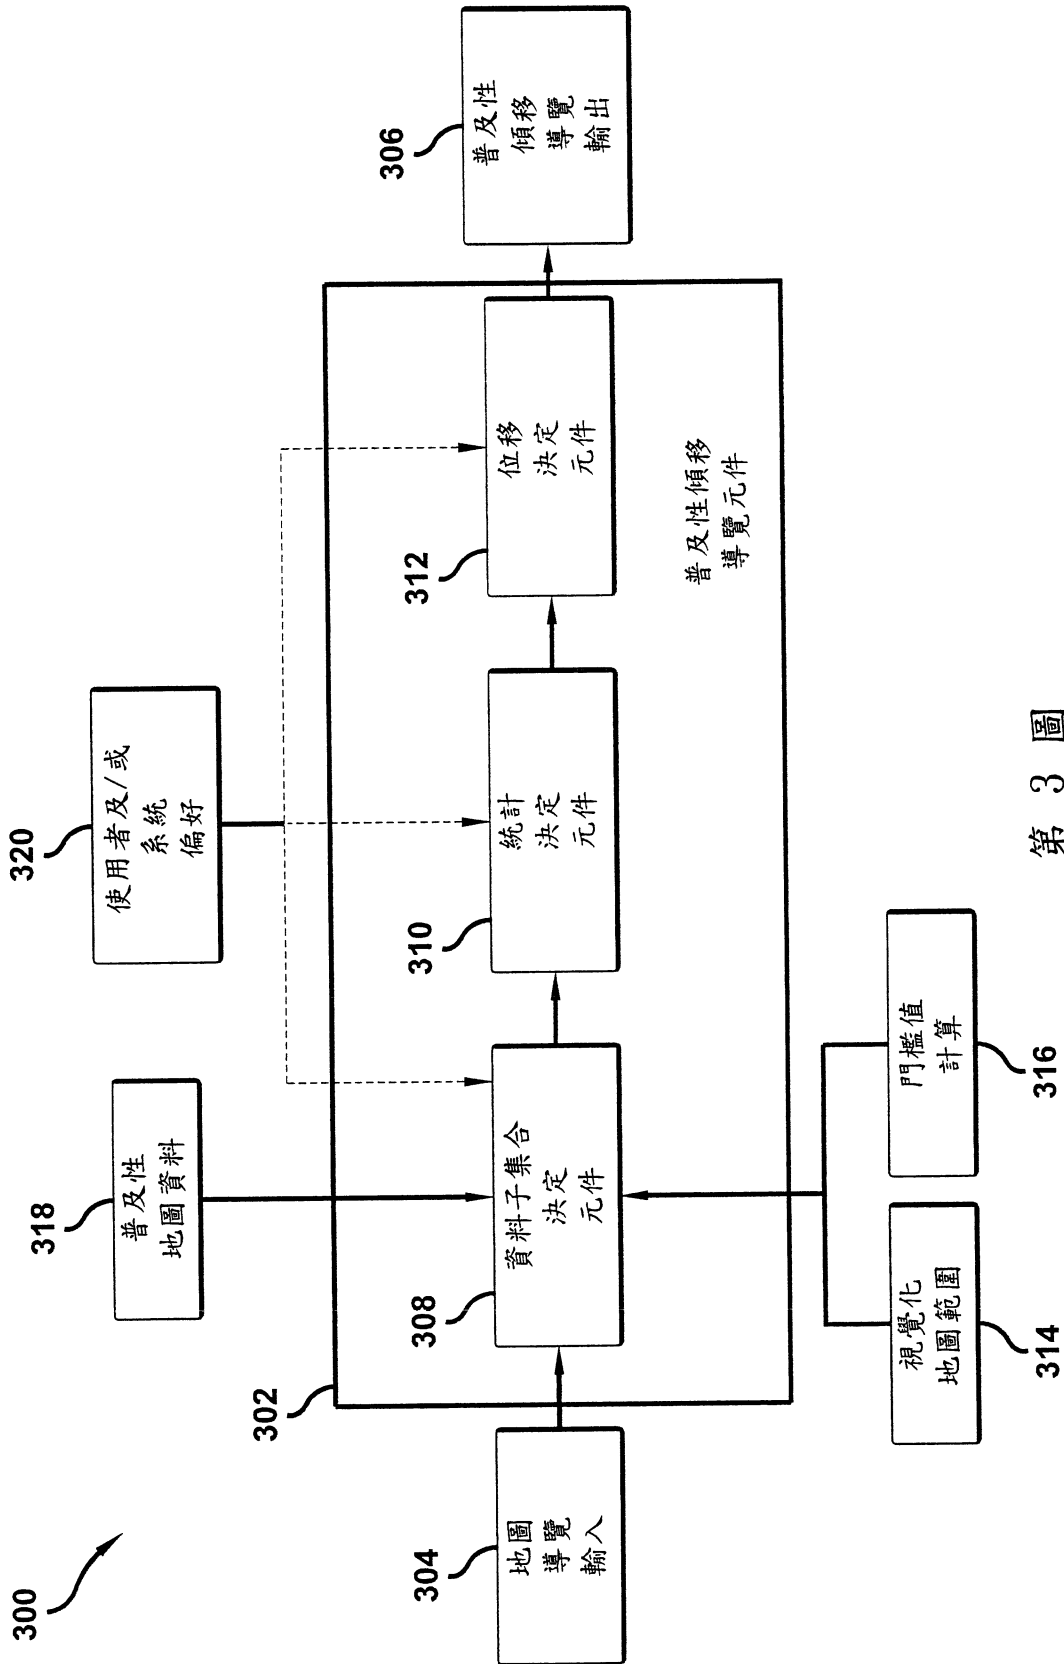 300
320
使用者及/或
系統
偏好
318
普及性
地圖資料
302
304
地圖
導覽
輸入
308
資料子集合
決定
元件
310
統計
決定
元件
312
位移
決定
元件
306
普及性
傾移
導覽
輸出
普及性傾移
導覽元件
視覺化
地圖範圍
314
門檻值
計算
316
第 3 圖